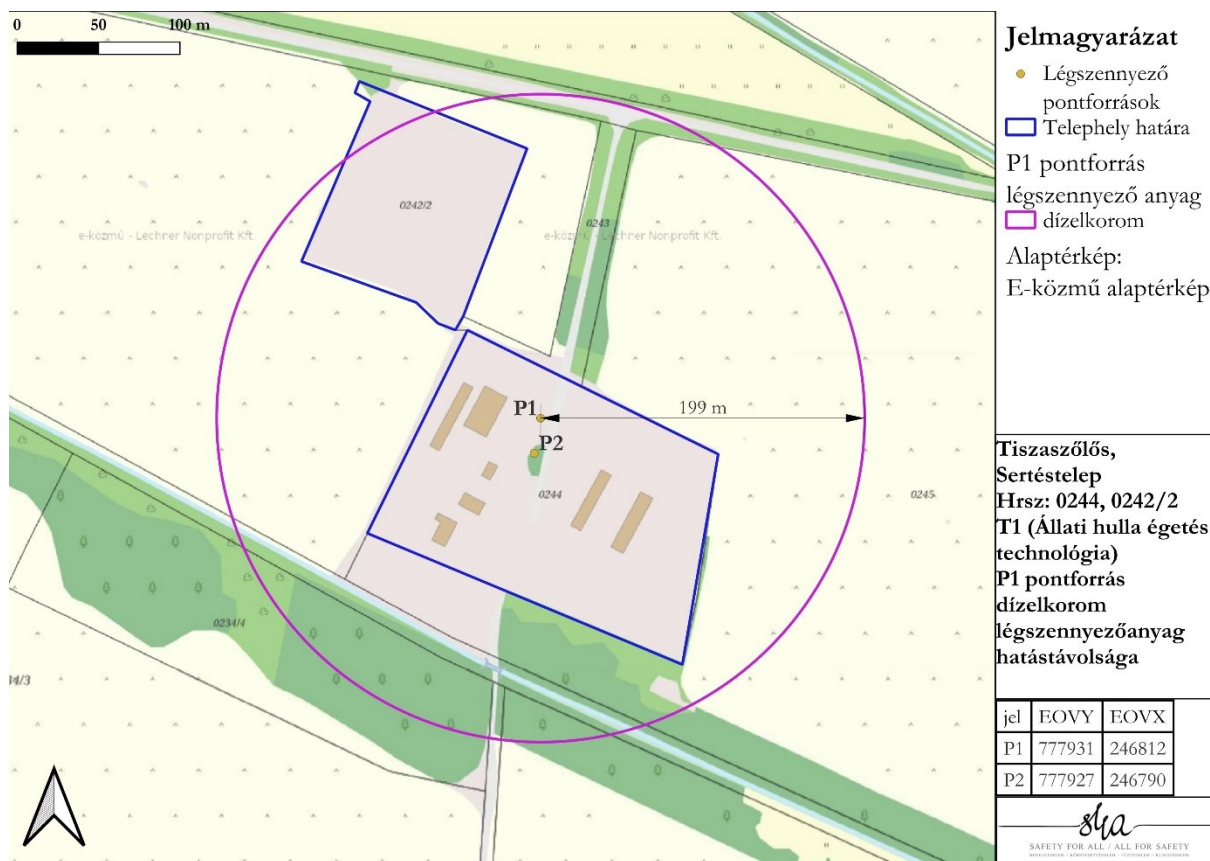 0 50 100 m
0242/2
0243
e-közmű - Lechner Nonprofit Kft.
e-közmű - Lechner Nonprofit Kft.
P1
199 m
P2
0244
0245
0234/4
34/3
Jelmagyarázat
Légszennyező
pontforrások
Telephely határa
P1 pontforrás
légszennyező anyag
dízelkorom
Alaptérkép:
E-közmű alaptérkép
Tiszaszőlős,
Sertéstelep
Hrsz: 0244, 0242/2
T1 (Állati hulla égetés
technológia)
P1 pontforrás
dízelkorom
légszennyezőanyag
hatástávolsága
jel EOVY EOVX
P1 777931 246812
P2 777927 246790
SAFETY FOR ALL / ALL FOR SAFETY